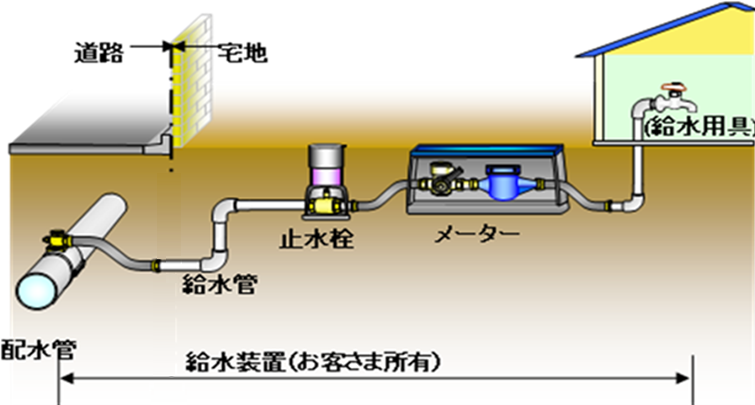 道路
宅地
(給水用具)
止水栓
メーター
給水管
配水管
給水装置(お客さま所有)